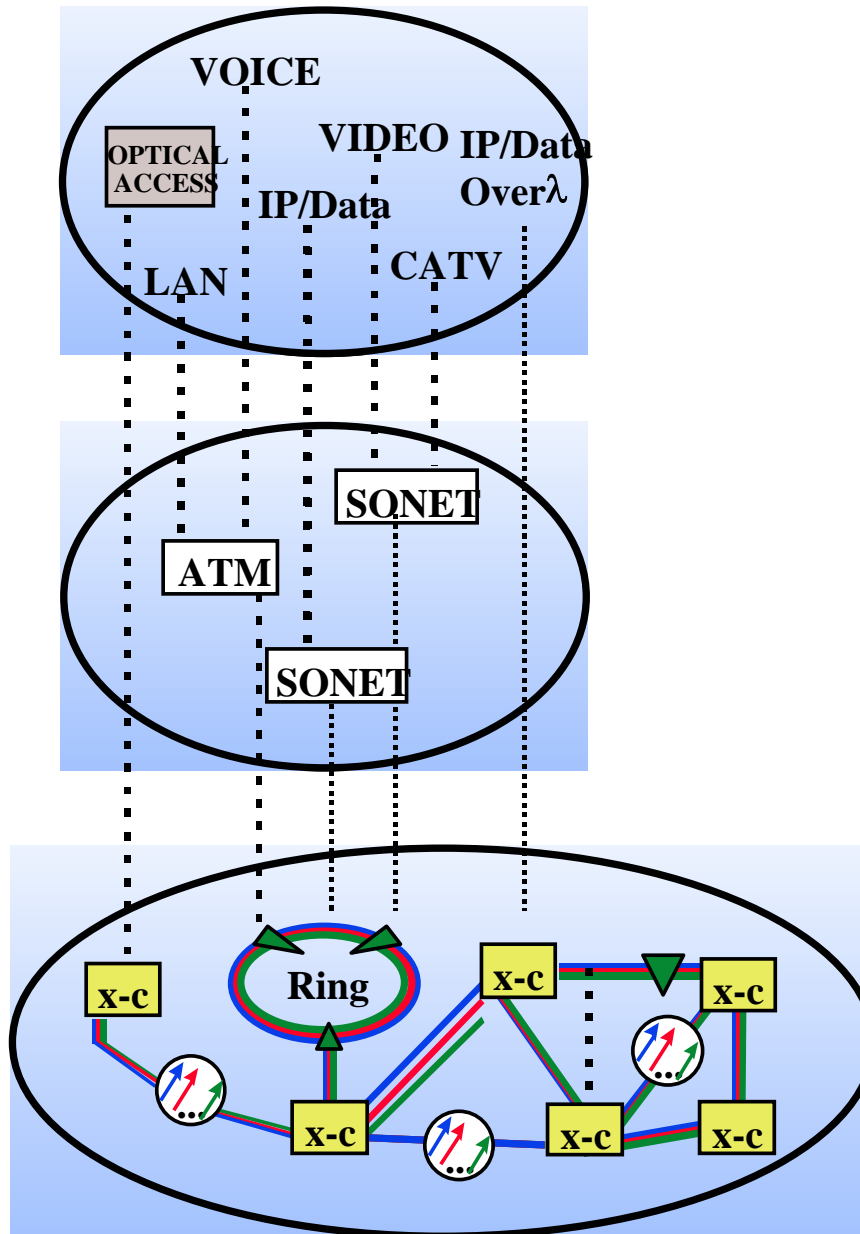 VOICE
VIDEO
IP/Data
Overλ
OPTICAL
ACCESS
IP/Data
LAN
CATV
SONET
ATM
SONET
x-c
Ring
x-c
x-c
x-c
x-c
x-c